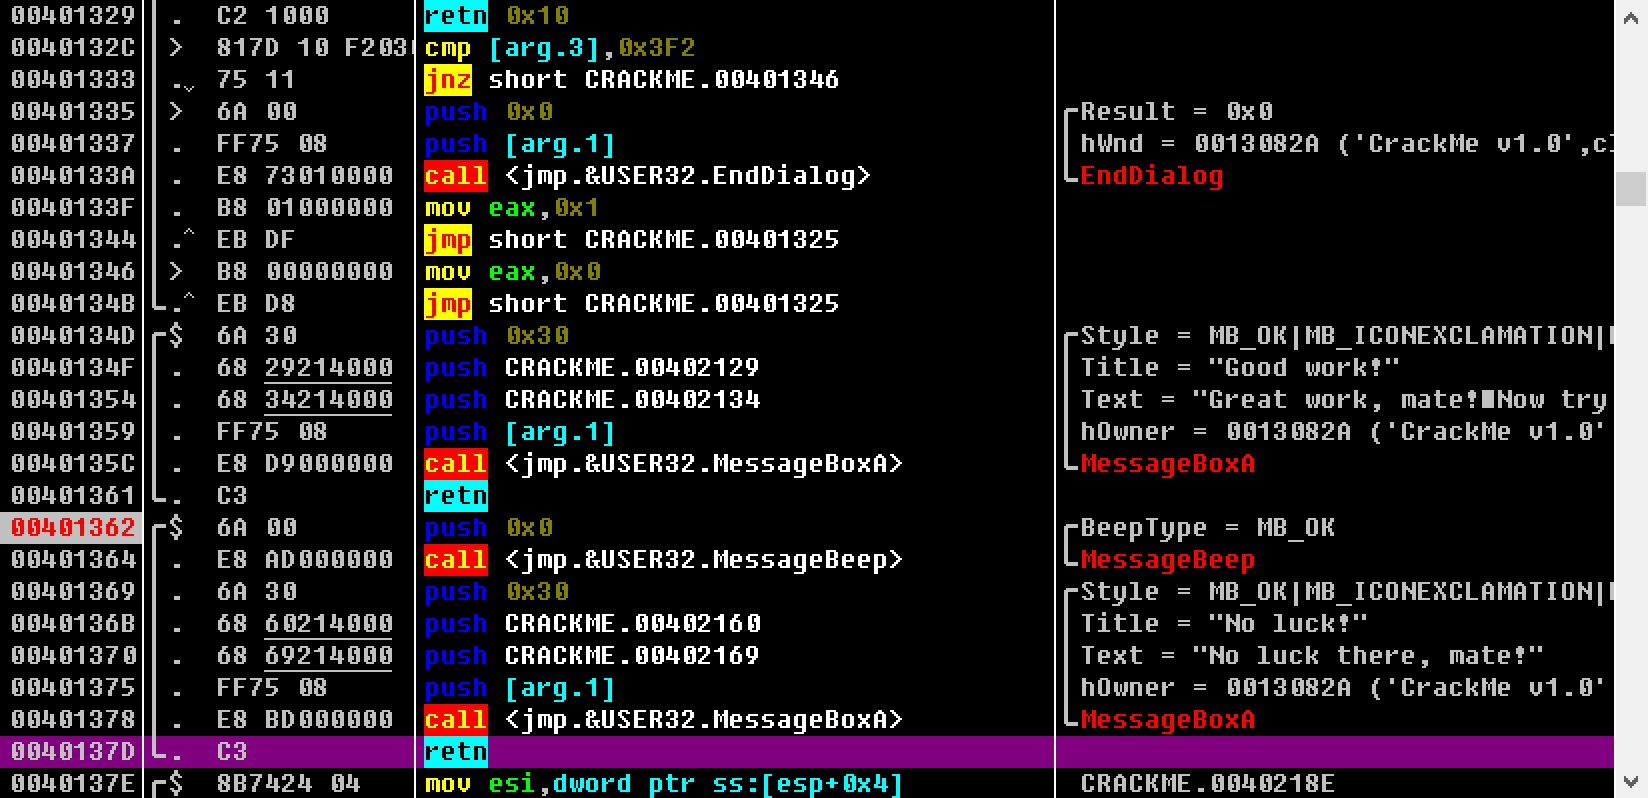 00401329 . C2 1000 retn 0x10
0040132C > 817D 10 F203 cmp [arg.3],0x3F2
00401333 . 75 11 jnz short CRACKME.00401346
00401335 > 6A 00 push 0x0 Result = 0x0
00401337 . FF75 08 push [arg.1] hWnd = 0013082A ('CrackMe v1.0',cl
0040133A . E8 73010000 call <jmp.&USER32.EndDialog> EndDialog
0040133F . B8 01000000 mov eax,0x1
00401344 .^ EB DF jmp short CRACKME.00401325
00401346 > B8 00000000 mov eax,0x0
0040134B .^ EB D8 jmp short CRACKME.00401325
0040134D $ 6A 30 push 0x30 Style = MB_OK|MB_ICONEXCLAMATION|
0040134F . 68 29214000 push CRACKME.00402129 Title = "Good work!"
00401354 . 68 34214000 push CRACKME.00402134 Text = "Great work, mate!■Now try
00401359 . FF75 08 push [arg.1] hOwner = 0013082A ('CrackMe v1.0'
0040135C . E8 D9000000 call <jmp.&USER32.MessageBoxA> MessageBoxA
00401361 . C3 retn
00401362 $ 6A 00 push 0x0 BeepType = MB_OK
00401364 . E8 AD000000 call <jmp.&USER32.MessageBeep> MessageBeep
00401369 . 6A 30 push 0x30 Style = MB_OK|MB_ICONEXCLAMATION|
0040136B . 68 60214000 push CRACKME.00402160 Title = "No luck!"
00401370 . 68 69214000 push CRACKME.00402169 Text = "No luck there, mate!"
00401375 . FF75 08 push [arg.1] hOwner = 0013082A ('CrackMe v1.0'
00401378 . E8 BD000000 call <jmp.&USER32.MessageBoxA> MessageBoxA
0040137D . C3 retn
0040137E $ 8B7424 04 mov esi,dword ptr ss:[esp+0x4] CRACKME.0040218E